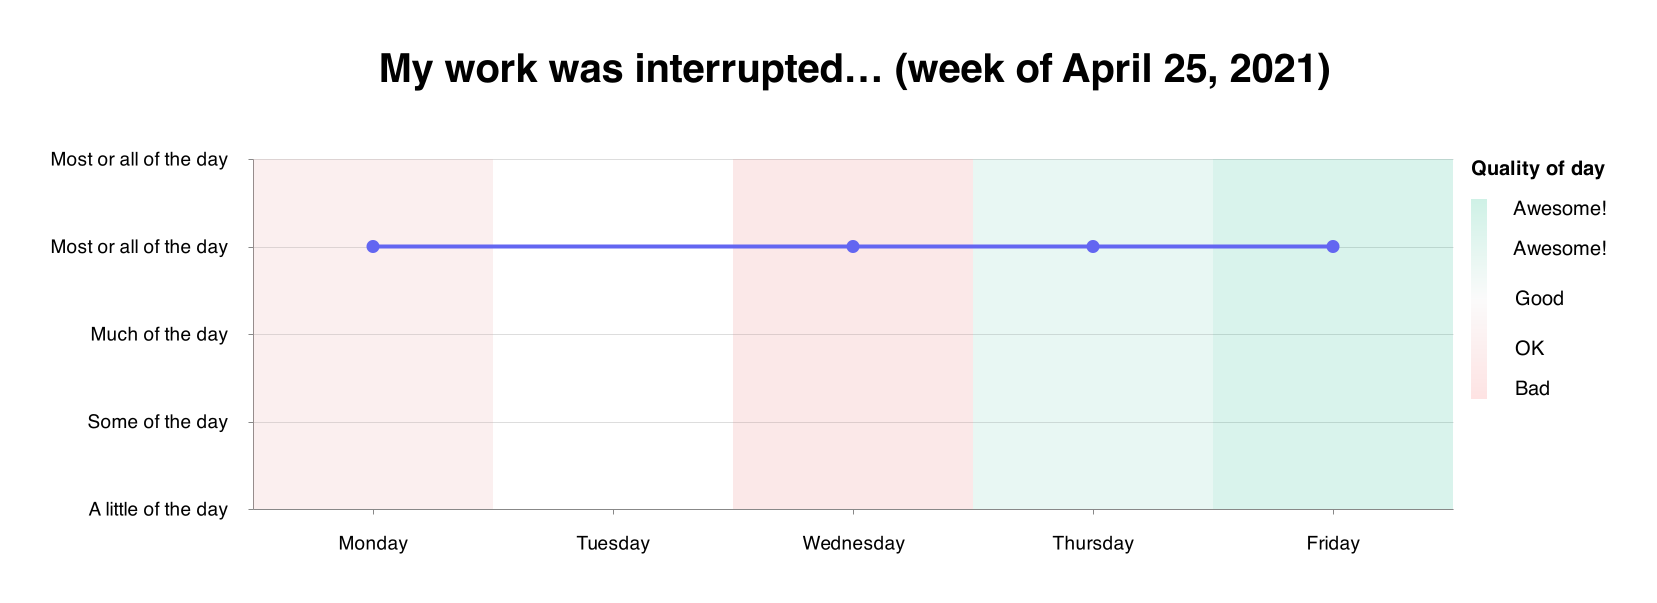 My work was interrupted… (week of April 25, 2021)
Most or all of the day
Most or all of the day
Much of the day
Some of the day
A little of the day
Monday
Tuesday
Wednesday
Thursday
Friday
Quality of day
Awesome!
Awesome!
Good
OK
Bad